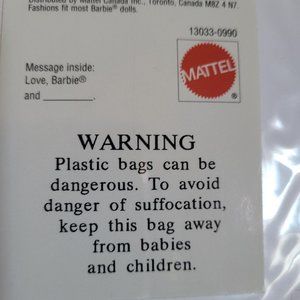 Distributed by Mattel Canada Inc., Toronto, Canada M8Z 4 N7.
Fashions fit most Barbie® dolls.
13033-0990
Message inside:
Love, Barbie®
and ________.
MATTEL
®
WARNING
Plastic bags can be
dangerous. To avoid
danger of suffocation,
keep this bag away
from babies
and children.